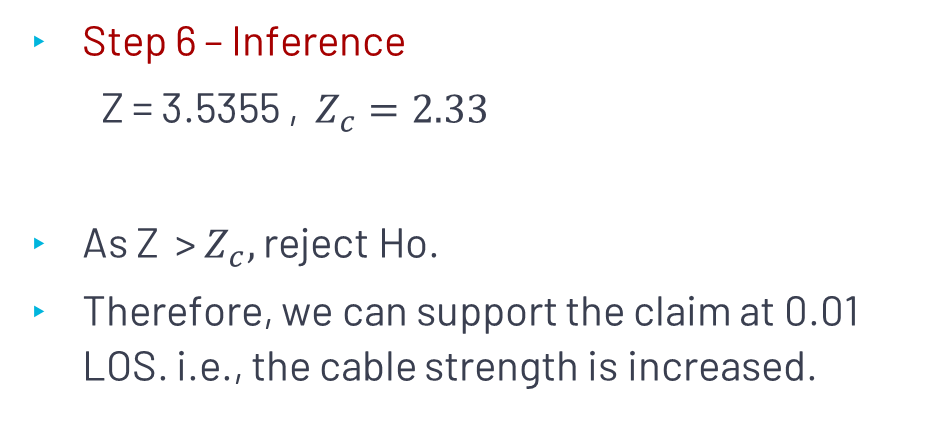 Step 6 – Inference
Z = 3.5355 , Z_c = 2.33
As Z > Z_c, reject Ho.
Therefore, we can support the claim at 0.01
LOS. i.e., the cable strength is increased.